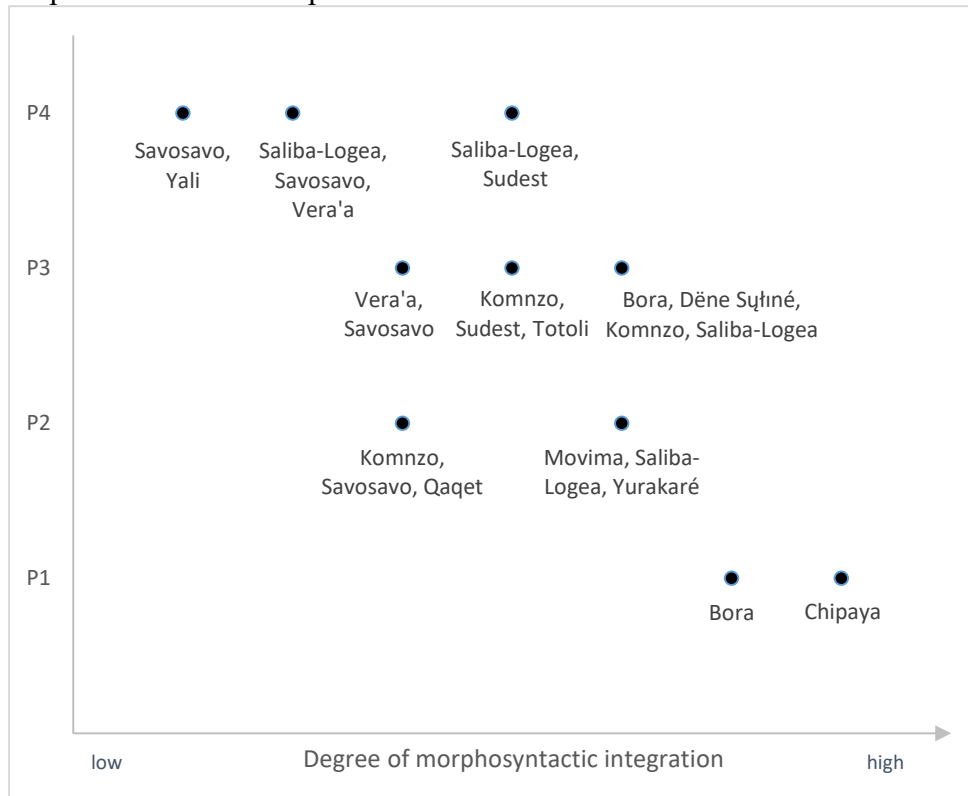 P4
Savosavo,
Yali
Saliba-Logea,
Savosavo,
Vera'a
Saliba-Logea,
Sudest
P3
Vera'a,
Savosavo
Komnzo,
Sudest, Totoli
Bora, Dëne Sųłıné,
Komnzo, Saliba-Logea
P2
Komnzo,
Savosavo, Qaqet
Movima, Saliba-
Logea, Yurakaré
P1
Bora
Chipaya
low
Degree of morphosyntactic integration
high